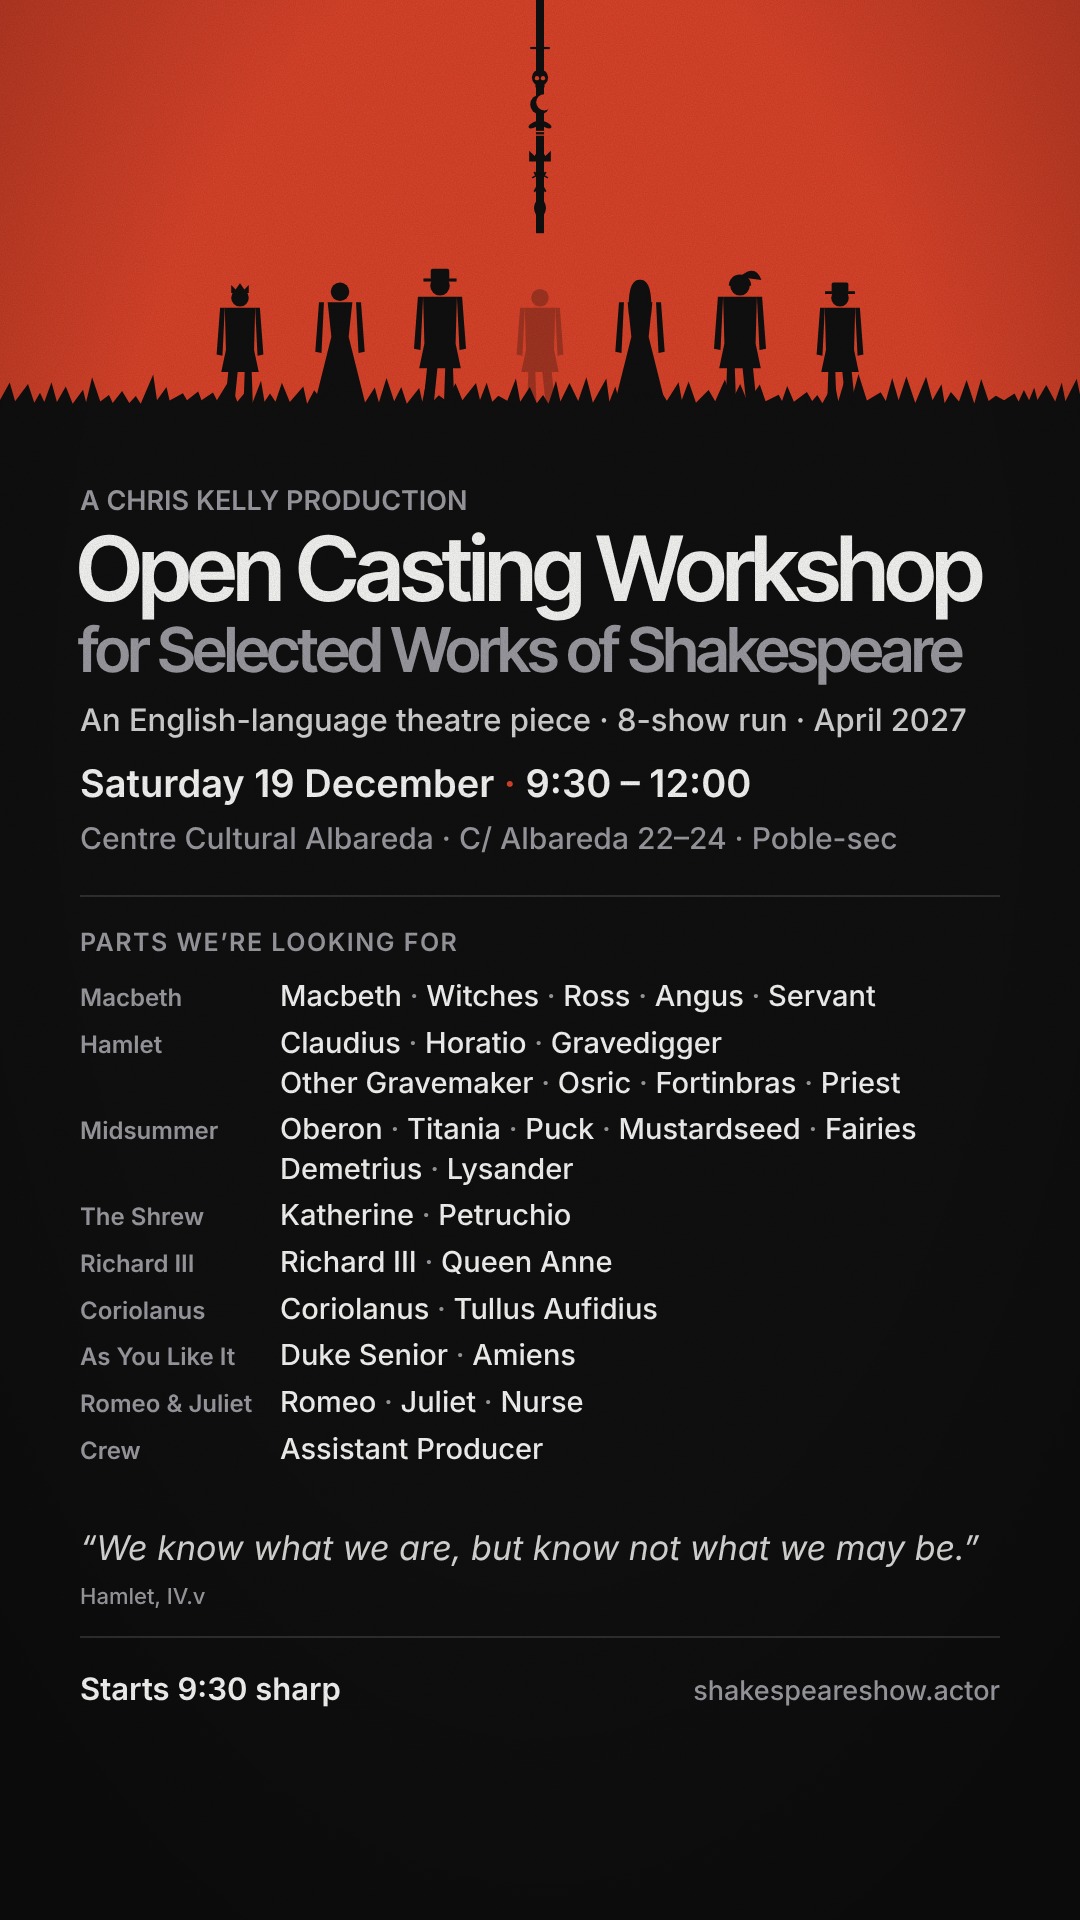 A CHRIS KELLY PRODUCTION
Open Casting Workshop
for Selected Works of Shakespeare
An English-language theatre piece · 8-show run · April 2027
Saturday 19 December · 9:30 – 12:00
Centre Cultural Albareda · C/ Albareda 22–24 · Poble-sec
PARTS WE’RE LOOKING FOR
Macbeth Macbeth · Witches · Ross · Angus · Servant
Hamlet Claudius · Horatio · Gravedigger
Other Gravemaker · Osric · Fortinbras · Priest
Midsummer Oberon · Titania · Puck · Mustardseed · Fairies
Demetrius · Lysander
The Shrew Katherine · Petruchio
Richard III Richard III · Queen Anne
Coriolanus Coriolanus · Tullus Aufidius
As You Like It Duke Senior · Amiens
Romeo & Juliet Romeo · Juliet · Nurse
Crew Assistant Producer
“We know what we are, but know not what we may be.”
Hamlet, IV.v
Starts 9:30 sharp shakespeareshow.actor